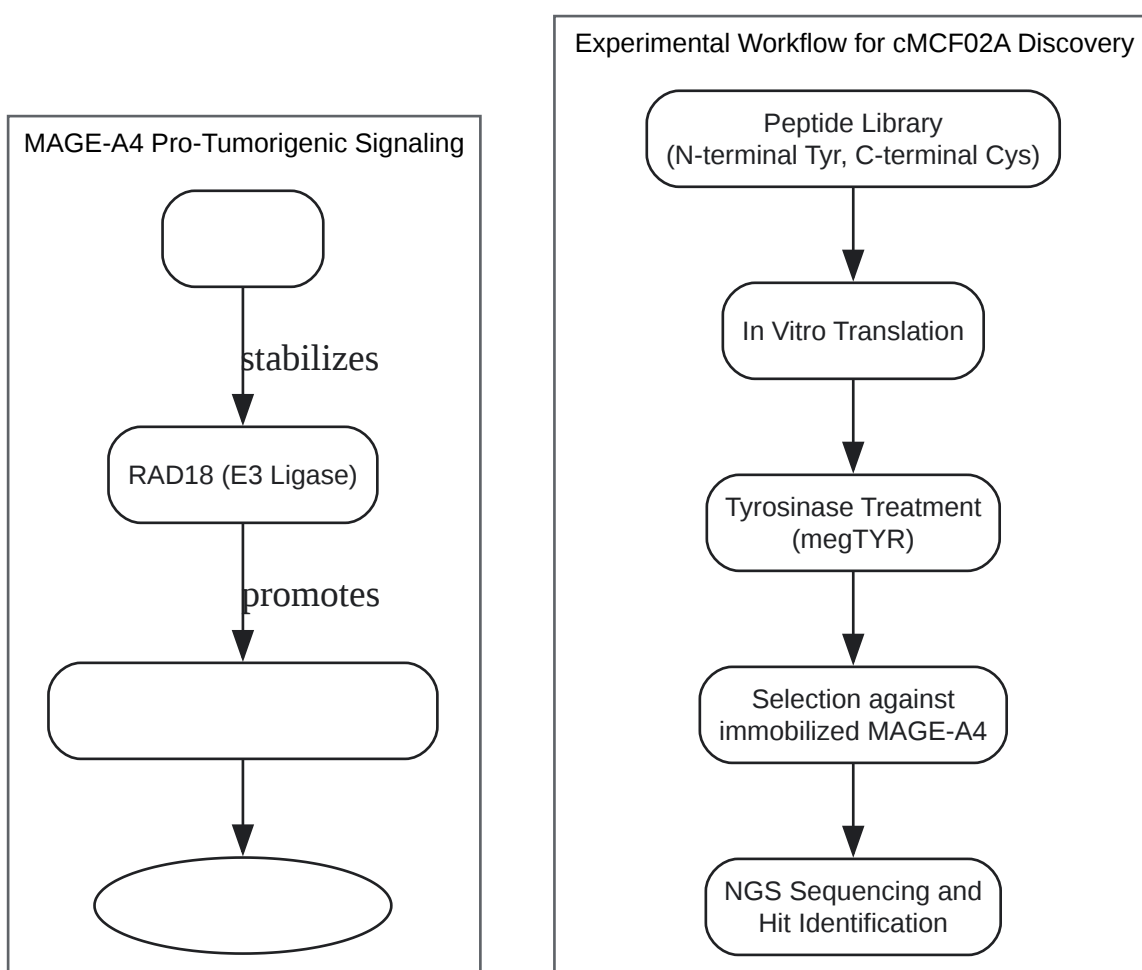 MAGE-A4 Pro-Tumorigenic Signaling
stabilizes
RAD18 (E3 Ligase)
promotes
Experimental Workflow for cMCF02A Discovery
Peptide Library
(N-terminal Tyr, C-terminal Cys)
In Vitro Translation
Tyrosinase Treatment
(megTYR)
Selection against
immobilized MAGE-A4
NGS Sequencing and
Hit Identification